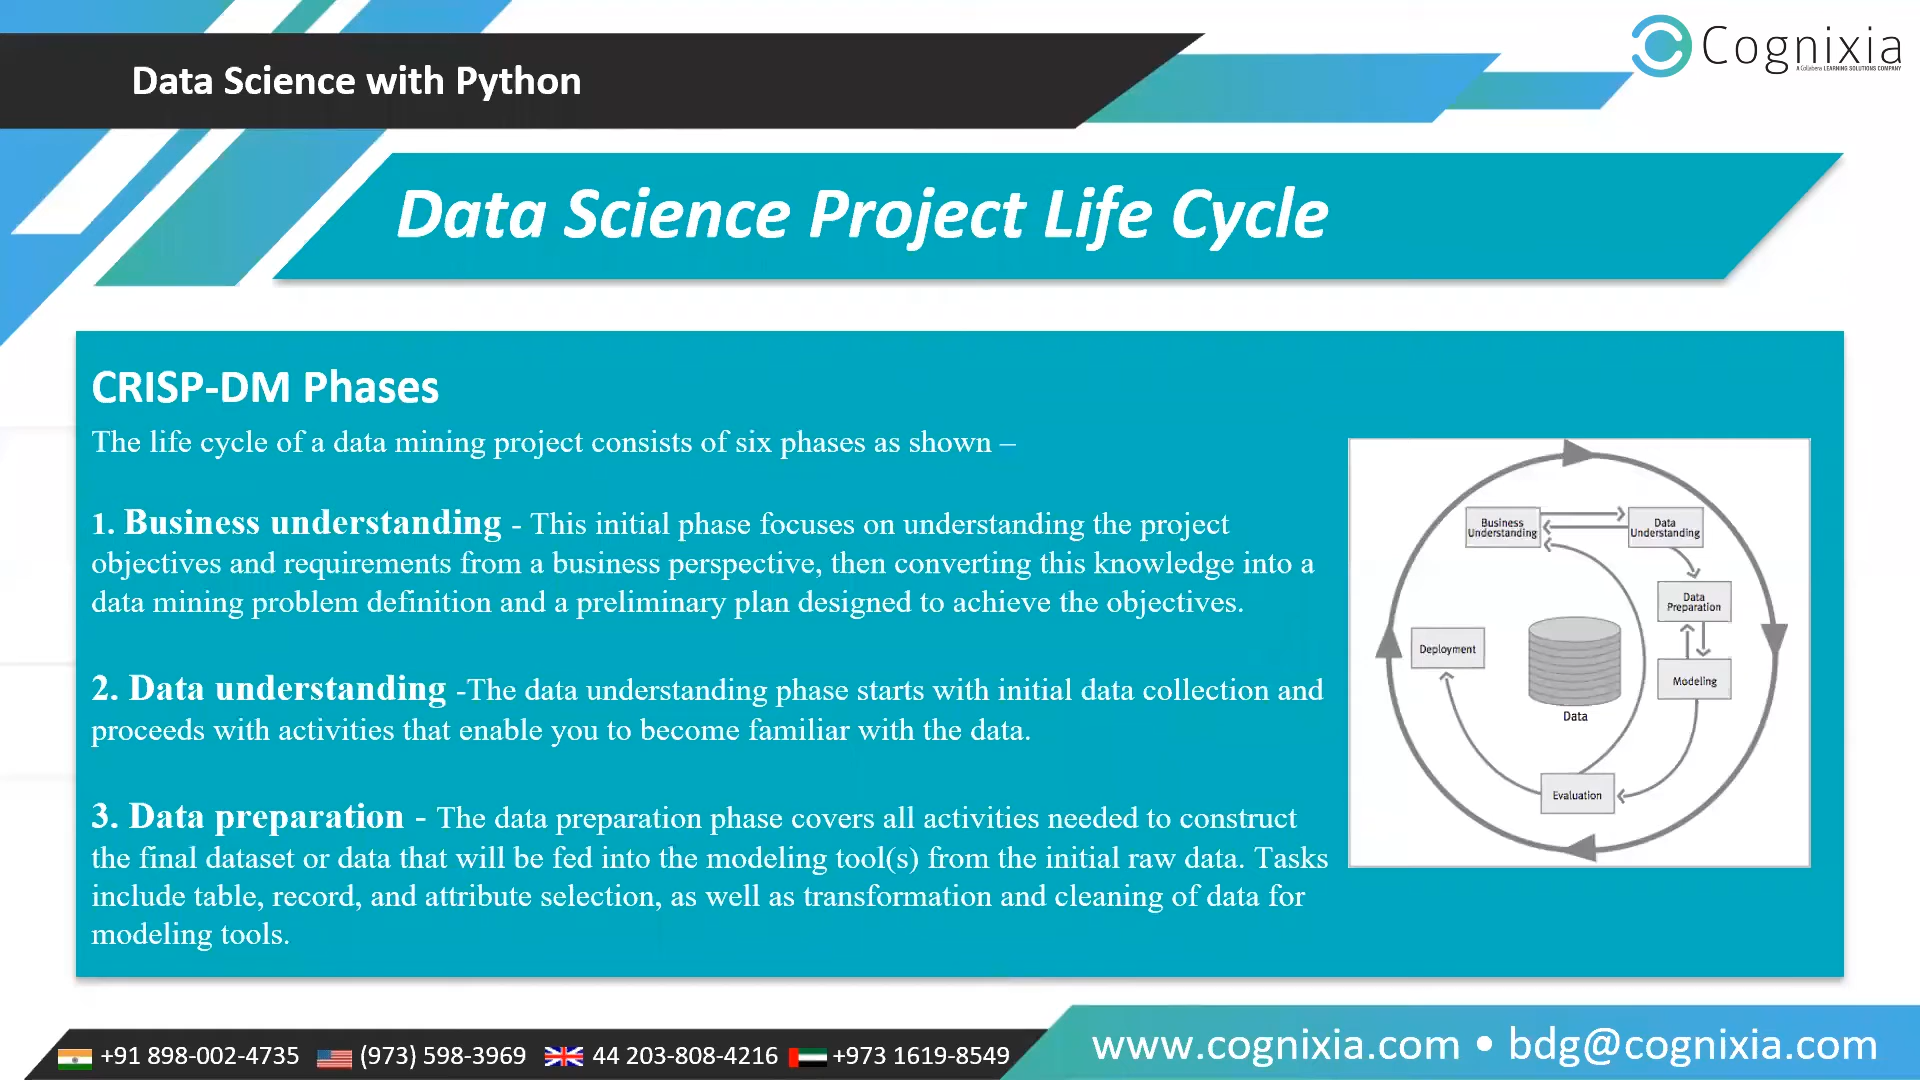 Cognixia
A Collabera LEARNING SOLUTIONS COMPANY
Data Science with Python
Data Science Project Life Cycle
CRISP-DM Phases
The life cycle of a data mining project consists of six phases as shown –
1. Business understanding - This initial phase focuses on understanding the project
objectives and requirements from a business perspective, then converting this knowledge into a
data mining problem definition and a preliminary plan designed to achieve the objectives.
2. Data understanding -The data understanding phase starts with initial data collection and
proceeds with activities that enable you to become familiar with the data.
3. Data preparation - The data preparation phase covers all activities needed to construct
the final dataset or data that will be fed into the modeling tool(s) from the initial raw data. Tasks
include table, record, and attribute selection, as well as transformation and cleaning of data for
modeling tools.
Business
Understanding
Data
Understanding
Data
Preparation
Modeling
Deployment
Data
Evaluation
+91 898-002-4735 (973) 598-3969 44 203-808-4216 +973 1619-8549
www.cognixia.com • bdg@cognixia.com